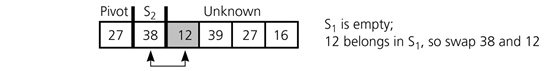 Pivot S₂ Unknown
27 38 12 39 27 16
S₁ is empty;
12 belongs in S₁, so swap 38 and 12